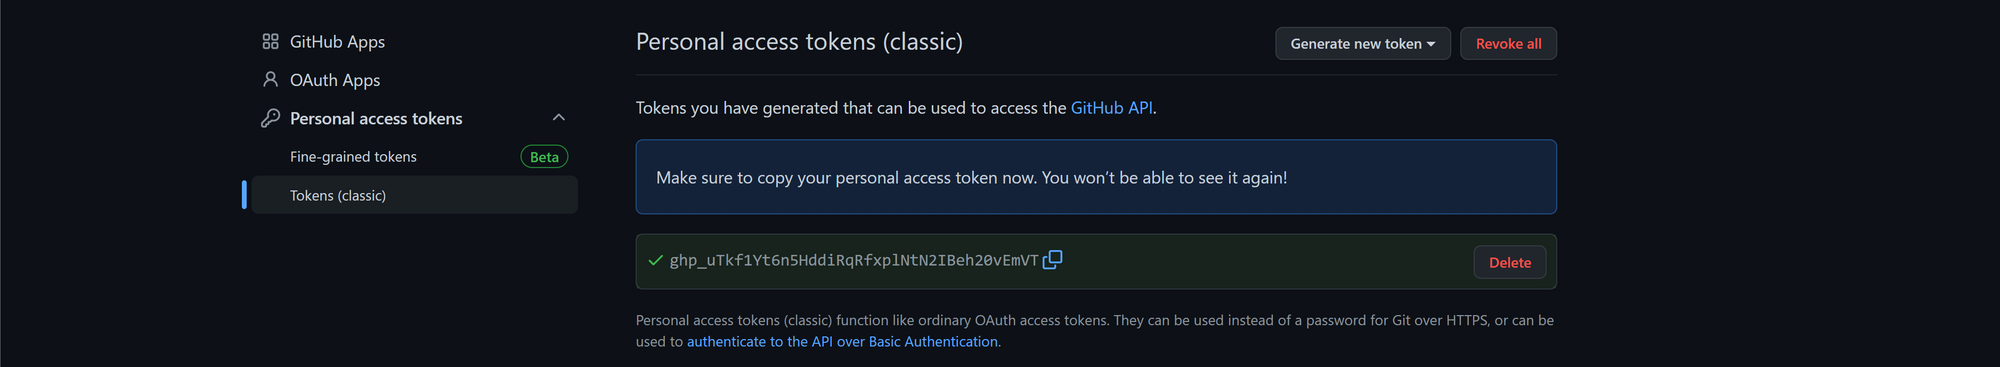 GitHub Apps
OAuth Apps
Personal access tokens
Fine-grained tokens Beta
Tokens (classic)
Personal access tokens (classic)
Generate new token
Revoke all
Tokens you have generated that can be used to access the GitHub API.
Make sure to copy your personal access token now. You won’t be able to see it again!
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
Delete
Personal access tokens (classic) function like ordinary OAuth access tokens. They can be used instead of a password for Git over HTTPS, or can be
used to authenticate to the API over Basic Authentication.